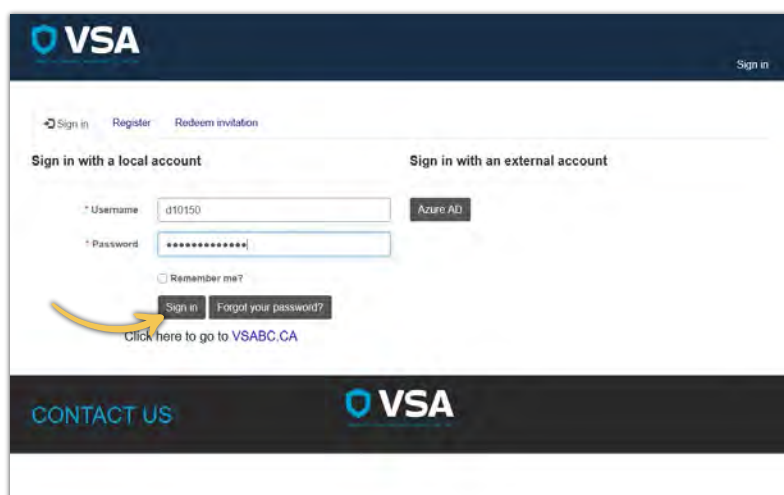 VSA
Sign in
Sign in
Register
Redeem invitation
Sign in with a local account
Sign in with an external account
* Username
d10150
Azure AD
* Password
•••••••••••••
Remember me?
Sign in
Forgot your password?
Click here to go to VSABC.CA
CONTACT US
VSA